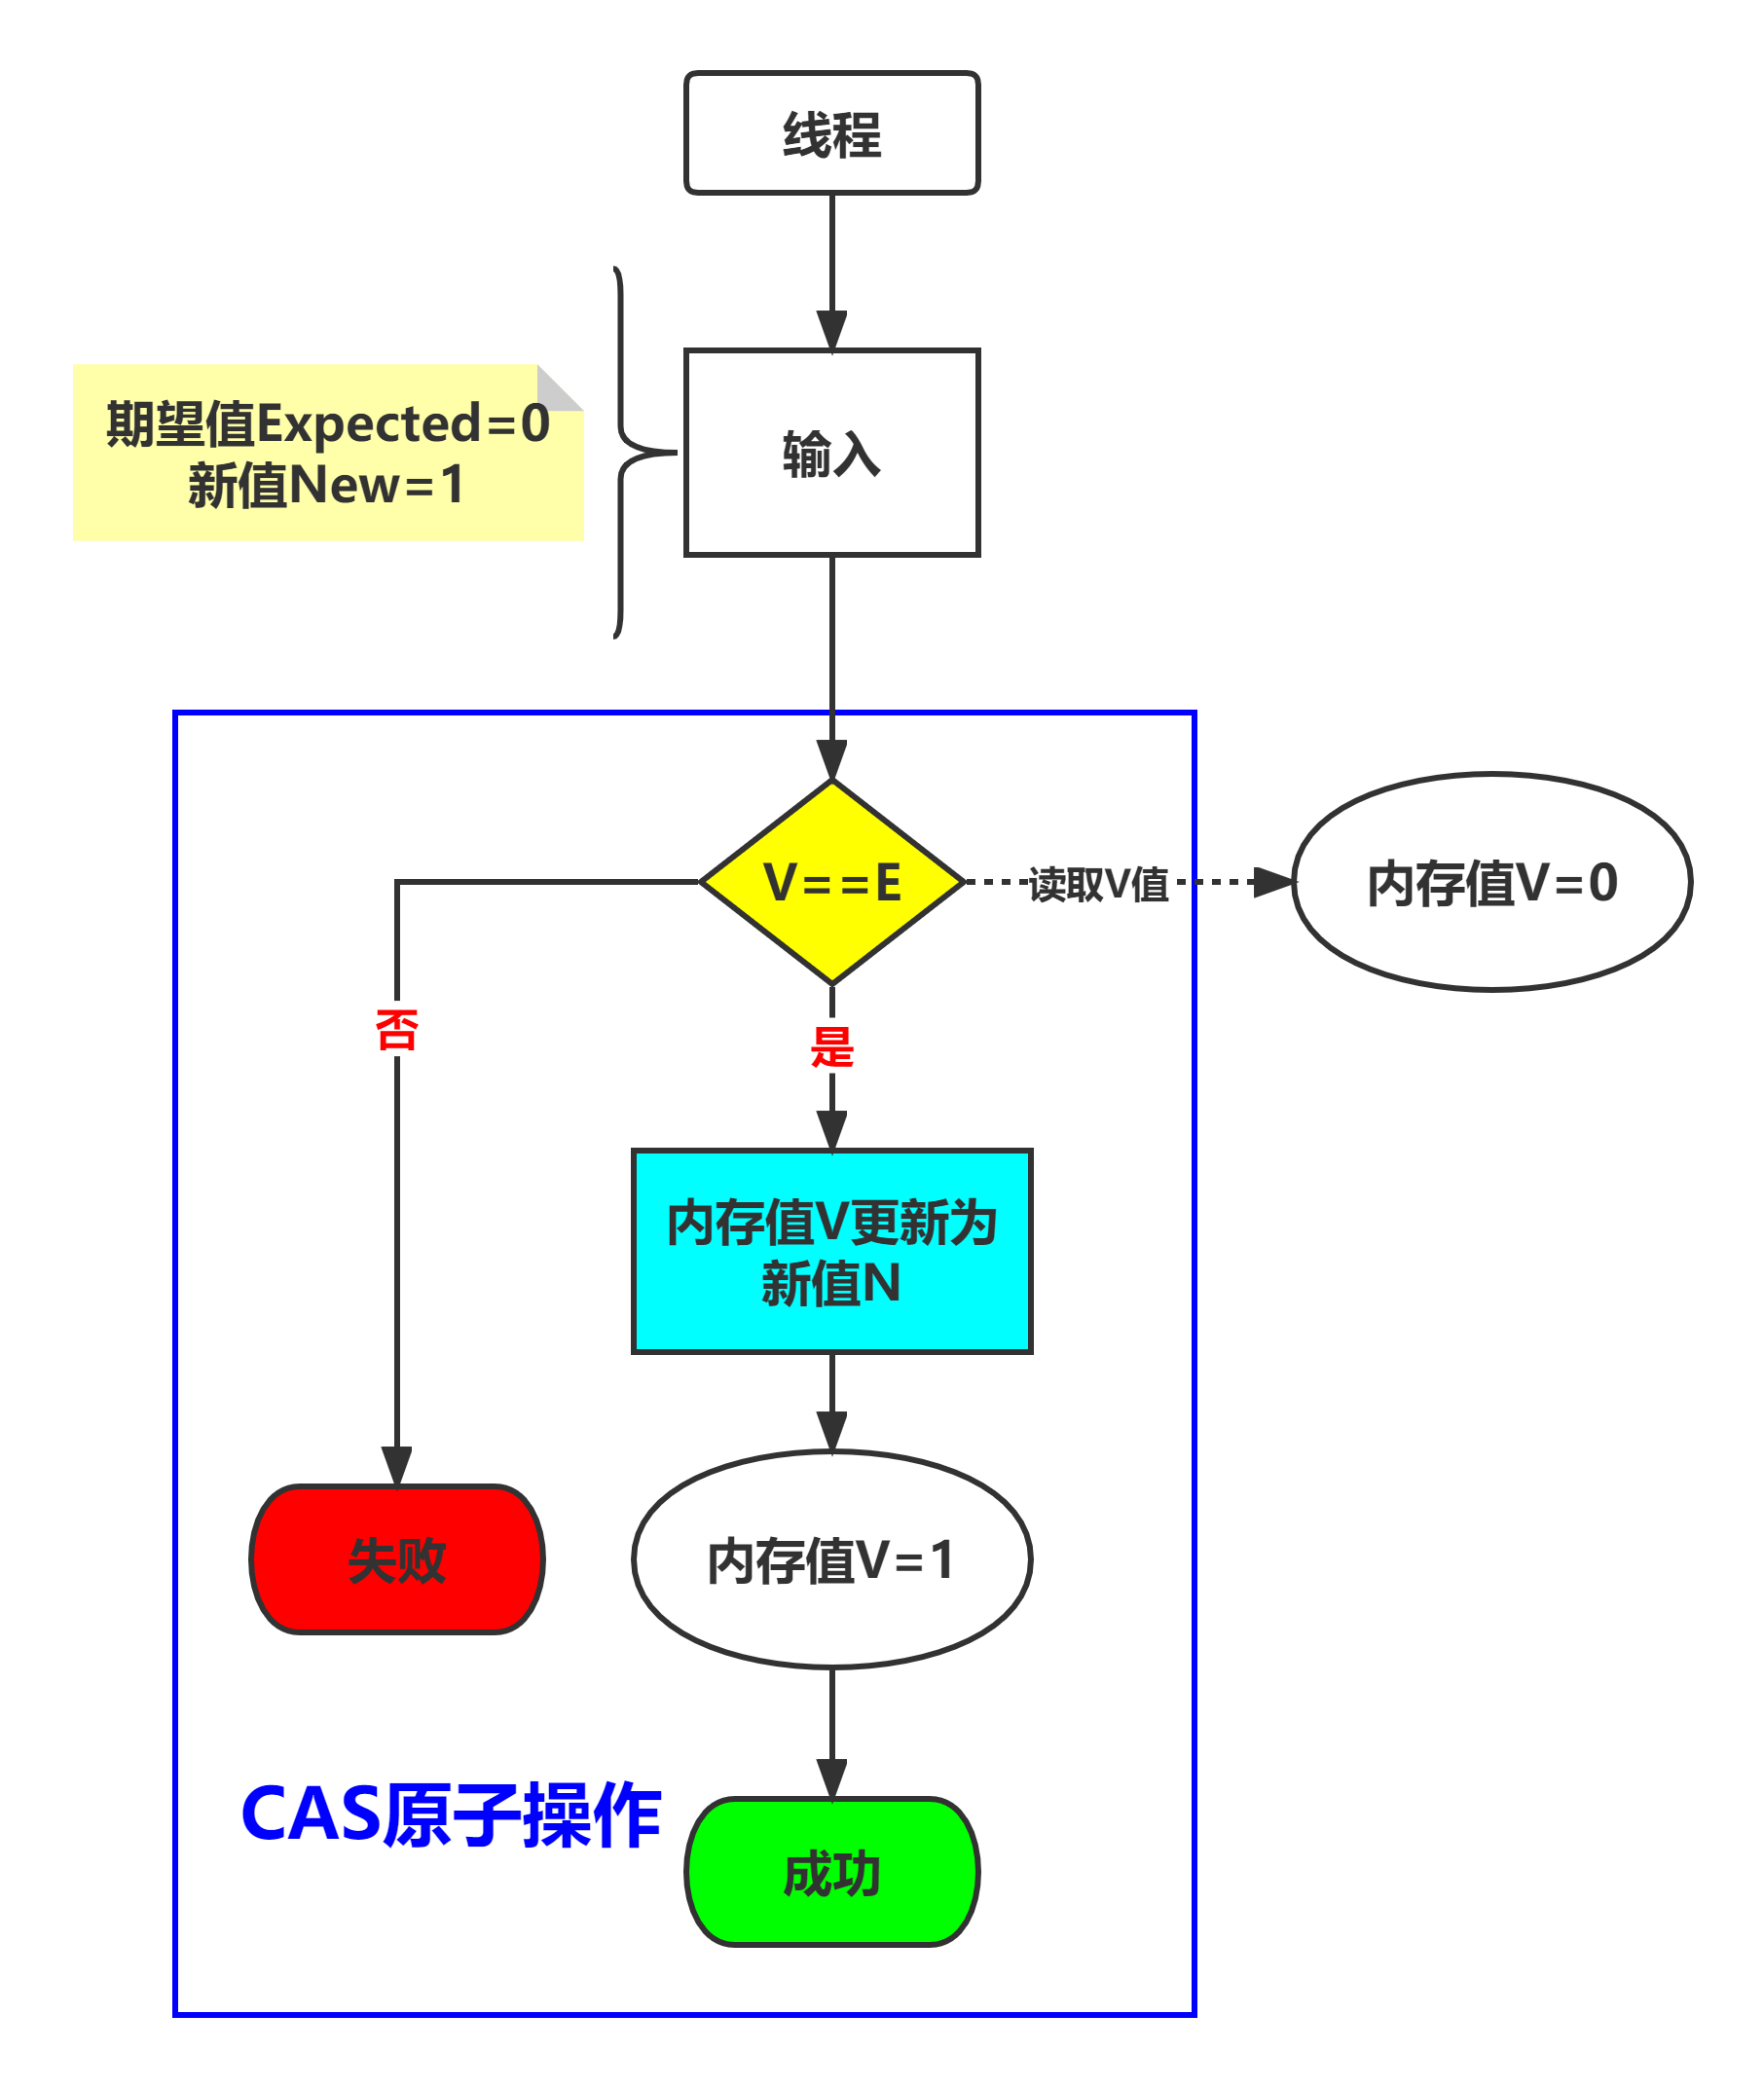 线程
期望值Expected=0
新值New=1
输入
V==E
读取V值
内存值V=0
否
是
内存值V更新为
新值N
失败
内存值V=1
CAS原子操作
成功